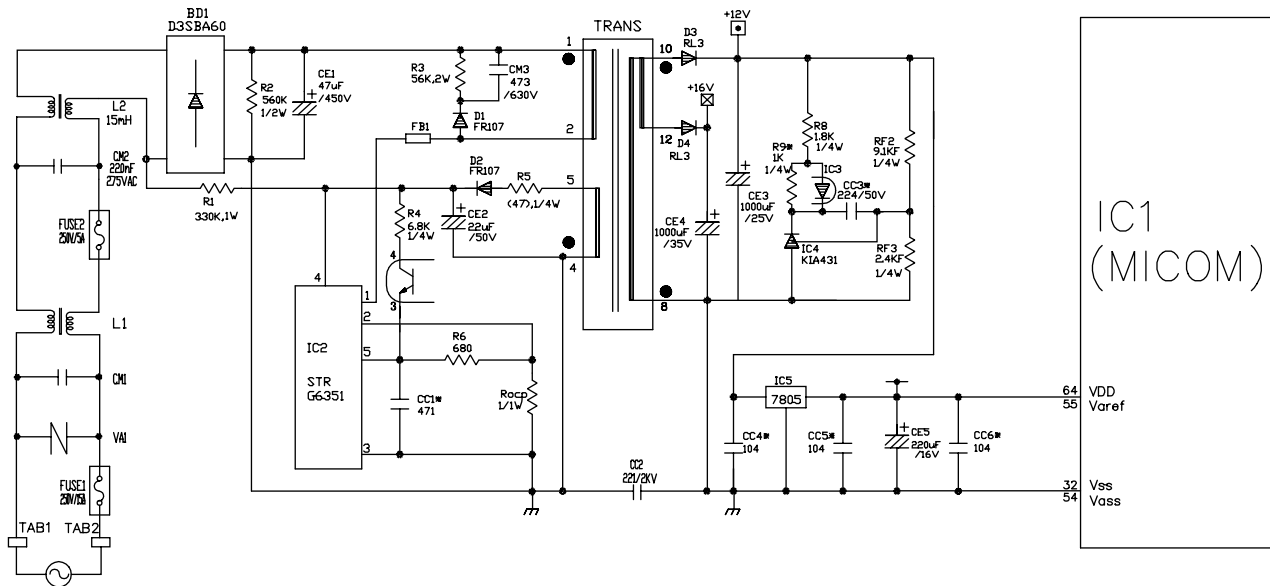 BD1
D3SBA60
TRANS
+12V
D3
RL3
1
10
R2
560K
1/2W
CE1
47uF
/450V
+
R3
56K,2W
CM3
473
/630V
D1
FR107
FB1
2
L2
15mH
CM2
220nF
275VAC
+16V
12
D4
RL3
R8
1.8K
1/4W
R9*
1K
1/4W
IC3
RF2
9.1KF
1/4W
CC3*
224/50V
+
CE3
1000uF
/25V
IC4
KIA431
RF3
2.4KF
1/4W
R1
330K,1W
D2
FR107
R5
(47),1/4W
5
R4
6.8K
1/4W
+
CE2
22uF
/50V
4
+
CE4
1000uF
/35V
8
FUSE2
250V/5A
4
3
4
1
2
5
3
IC2
STR
G6351
R6
680
CC1*
471
Rocp
1/1W
L1
CM1
VA1
FUSE1
250V/15A
TAB1
TAB2
CC2
221/2KV
IC5
7805
CC4*
104
CC5*
104
+
CE5
220uF
/16V
CC6*
104
IC1
(MICOM)
64
55
VDD
Varef
32
54
Vss
Vass